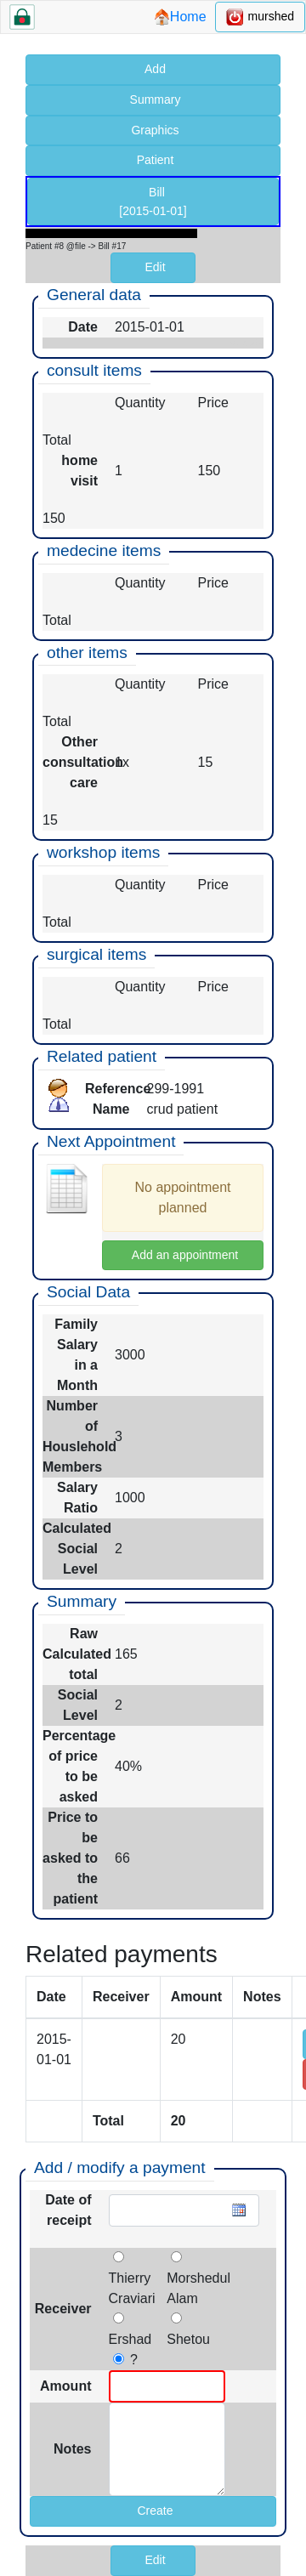 Home murshed
Add
Summary
Graphics
Patient
Bill
[2015-01-01]
Patient #8 @file -> Bill #17
Edit
General data
Date 2015-01-01
consult items
Quantity Price
Total
home
visit
1 150
150
medecine items
Quantity Price
Total
other items
Quantity Price
Total
Other
consultation
care
1x 15
15
workshop items
Quantity Price
Total
surgical items
Quantity Price
Total
Related patient
Reference 299-1991
Name crud patient
Next Appointment
No appointment
planned
Add an appointment
Social Data
Family
Salary
in a
Month
3000
Number
of
Houslehold
Members
3
Salary
Ratio
1000
Calculated
Social
Level
2
Summary
Raw
Calculated
total
165
Social
Level
2
Percentage
of price
to be
asked
40%
Price to
be
asked to
the
patient
66
Related payments
Date Receiver Amount Notes
2015-
01-01
20
Total 20
Add / modify a payment
Date of
receipt
Receiver
Thierry
Craviari
Morshedul
Alam
Ershad Shetou
?
Amount
Notes
Create
Edit